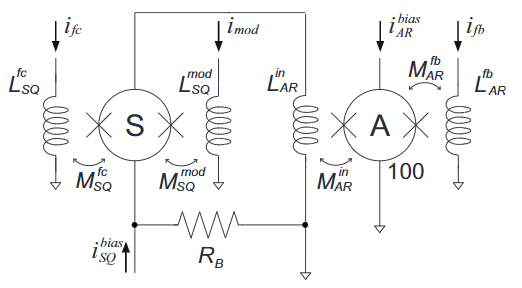 i_fc i_mod i_AR^bias i_fb
L_SQ^fc L_SQ^mod L_AR^in M_AR^fb L_AR^fb
S A
M_SQ^fc M_SQ^mod M_AR^in 100
i_SQ^bias R_B